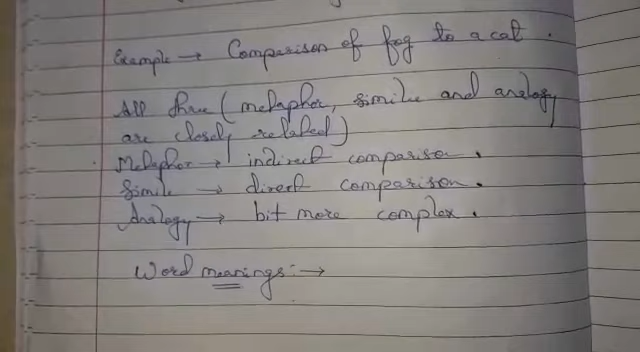 Example → Comparison of fog to a cat.
All three (metaphor, simile and analogy
are closely related)
Metaphor → indirect comparison.
Simile → direct comparison.
Analogy → bit more complex.
Word meanings:→